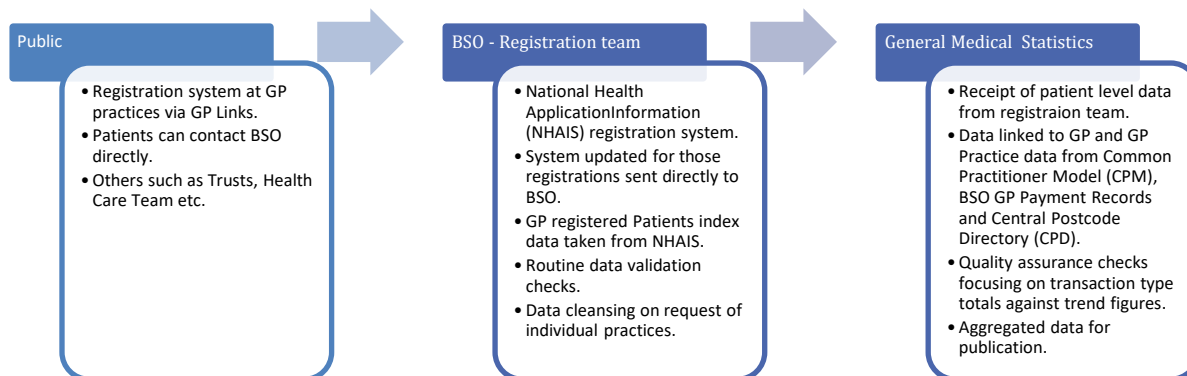 Public
• Registration system at GP
practices via GP Links.
• Patients can contact BSO
directly.
• Others such as Trusts, Health
Care Team etc.
BSO - Registration team
• National Health
ApplicationInformation
(NHAIS) registration system.
• System updated for those
registrations sent directly to
BSO.
• GP registered Patients index
data taken from NHAIS.
• Routine data validation
checks.
• Data cleansing on request of
individual practices.
General Medical Statistics
• Receipt of patient level data
from registraion team.
• Data linked to GP and GP
Practice data from Common
Practitioner Model (CPM),
BSO GP Payment Records
and Central Postcode
Directory (CPD).
• Quality assurance checks
focusing on transaction type
totals against trend figures.
• Aggregated data for
publication.